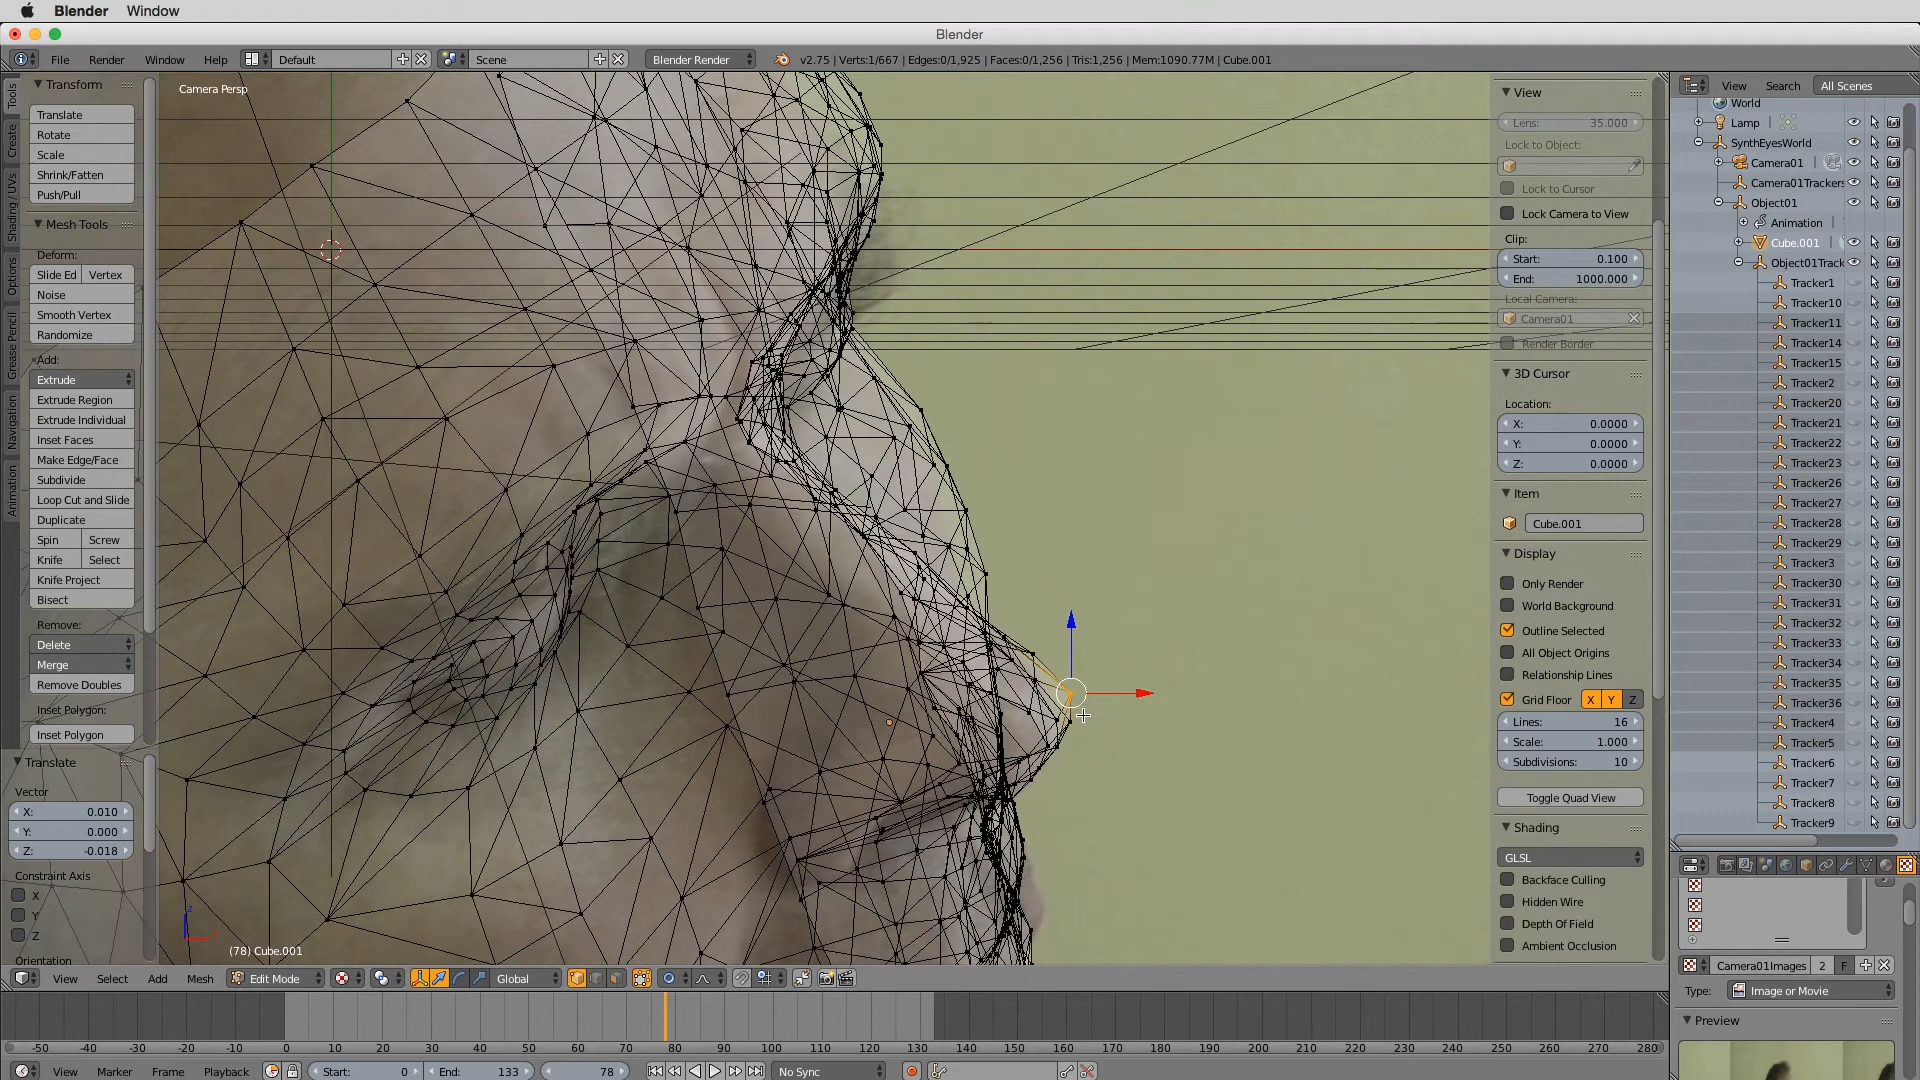 Blender Window
Blender
File Render Window Help Default Scene Blender Render v2.75 | Verts:1/667 | Edges:0/1,925 | Faces:0/1,256 | Tris:1,256 | Mem:1090.77M | Cube.001
Tools
Create
Shading / UVs
Options
Grease Pencil
Navigation
Animation
Transform
Translate
Rotate
Scale
Shrink/Fatten
Push/Pull
Mesh Tools
Deform:
Slide Ed Vertex
Noise
Smooth Vertex
Randomize
Add:
Extrude
Extrude Region
Extrude Individual
Inset Faces
Make Edge/Face
Subdivide
Loop Cut and Slide
Duplicate
Spin Screw
Knife Select
Knife Project
Bisect
Remove:
Delete
Merge
Remove Doubles
Inset Polygon:
Inset Polygon
Translate
Vector
X: 0.010
Y: 0.000
Z: -0.018
Constraint Axis
X
Y
Z
Orientation
Camera Persp
(78) Cube.001
View
Lens: 35.000
Lock to Object:
Lock to Cursor
Lock Camera to View
Clip:
Start: 0.100
End: 1000.000
Local Camera:
Camera01
Render Border
3D Cursor
Location:
X: 0.0000
Y: 0.0000
Z: 0.0000
Item
Cube.001
Display
Only Render
World Background
Outline Selected
All Object Origins
Relationship Lines
Grid Floor X Y Z
Lines: 16
Scale: 1.000
Subdivisions: 10
Toggle Quad View
Shading
GLSL
Backface Culling
Hidden Wire
Depth Of Field
Ambient Occlusion
View Search All Scenes
World
Lamp
SynthEyesWorld
Camera01
Camera01Trackers
Object01
Animation
Cube.001
Object01Track
Tracker1
Tracker10
Tracker11
Tracker14
Tracker15
Tracker2
Tracker20
Tracker21
Tracker22
Tracker23
Tracker26
Tracker27
Tracker28
Tracker29
Tracker3
Tracker30
Tracker31
Tracker32
Tracker33
Tracker34
Tracker35
Tracker36
Tracker4
Tracker5
Tracker6
Tracker7
Tracker8
Tracker9
Camera01Images 2 F
Type: Image or Movie
Preview
View Select Add Mesh Edit Mode Global
-50 -40 -30 -20 -10 0 10 20 30 40 50 60 70 80 90 100 110 120 130 140 150 160 170 180 190 200 210 220 230 240 250 260 270 280
View Marker Frame Playback Start: 0 End: 133 78 No Sync